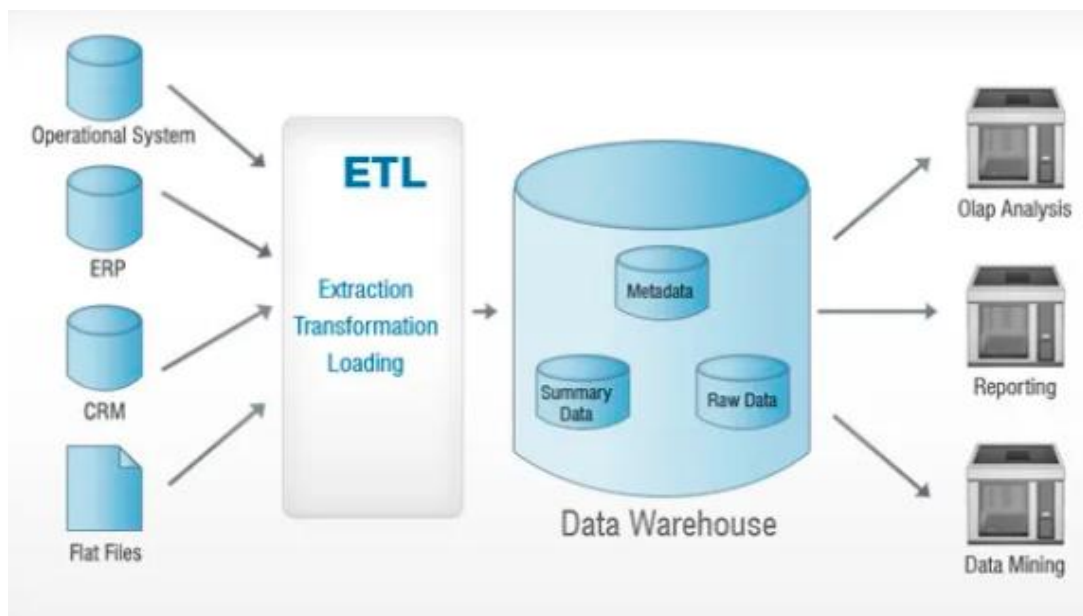 Operational System
ERP
CRM
Flat Files
ETL
Extraction
Transformation
Loading
Metadata
Summary
Data
Raw Data
Data Warehouse
Olap Analysis
Reporting
Data Mining